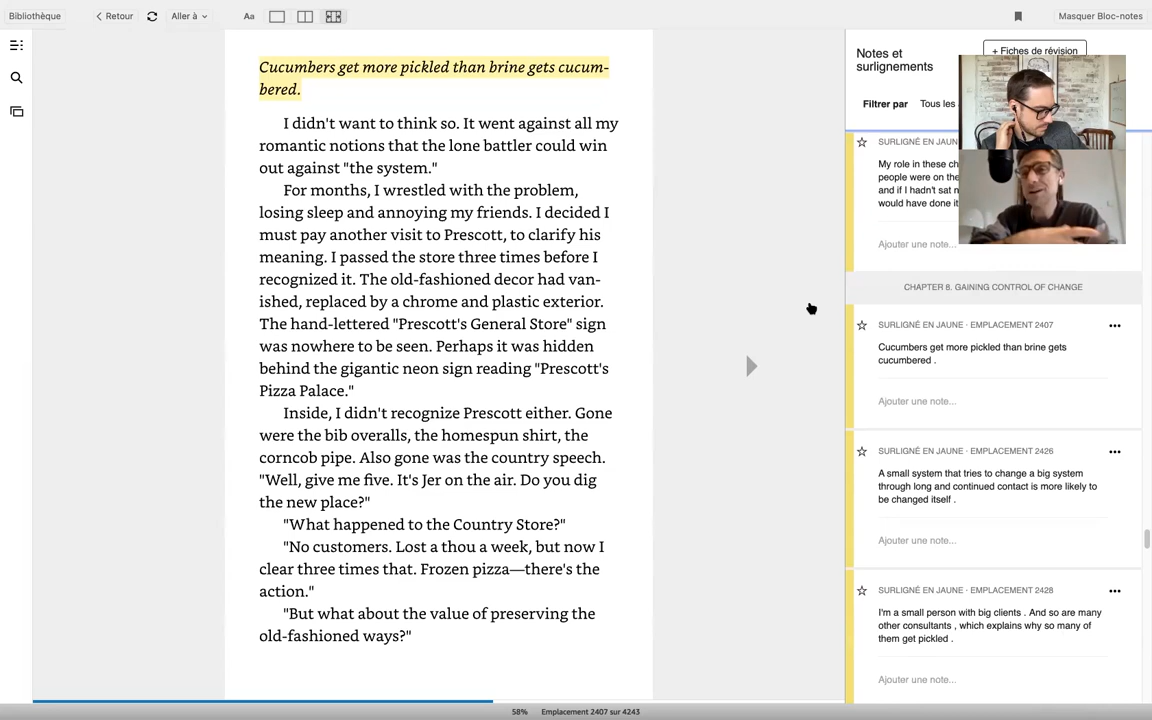 Bibliothèque
Retour
Aller à
Aa
Masquer Bloc-notes
Cucumbers get more pickled than brine gets cucum-
bered.
I didn't want to think so. It went against all my
romantic notions that the lone battler could win
out against "the system."
For months, I wrestled with the problem,
losing sleep and annoying my friends. I decided I
must pay another visit to Prescott, to clarify his
meaning. I passed the store three times before I
recognized it. The old-fashioned decor had van-
ished, replaced by a chrome and plastic exterior.
The hand-lettered "Prescott's General Store" sign
was nowhere to be seen. Perhaps it was hidden
behind the gigantic neon sign reading "Prescott's
Pizza Palace."
Inside, I didn't recognize Prescott either. Gone
were the bib overalls, the homespun shirt, the
corncob pipe. Also gone was the country speech.
"Well, give me five. It's Jer on the air. Do you dig
the new place?"
"What happened to the Country Store?"
"No customers. Lost a thou a week, but now I
clear three times that. Frozen pizza—there's the
action."
"But what about the value of preserving the
old-fashioned ways?"
Notes et
surlignements
+ Fiches de révision
Filtrer par Tous les
SURLIGNÉ EN JAUN
My role in these ch
people were on the
and if I hadn't sat n
would have done it
Ajouter une note...
CHAPTER 8. GAINING CONTROL OF CHANGE
SURLIGNÉ EN JAUNE · EMPLACEMENT 2407
Cucumbers get more pickled than brine gets
cucumbered .
Ajouter une note...
SURLIGNÉ EN JAUNE · EMPLACEMENT 2426
A small system that tries to change a big system
through long and continued contact is more likely to
be changed itself .
Ajouter une note...
SURLIGNÉ EN JAUNE · EMPLACEMENT 2428
I'm a small person with big clients . And so are many
other consultants , which explains why so many of
them get pickled .
Ajouter une note...
58% Emplacement 2407 sur 4243